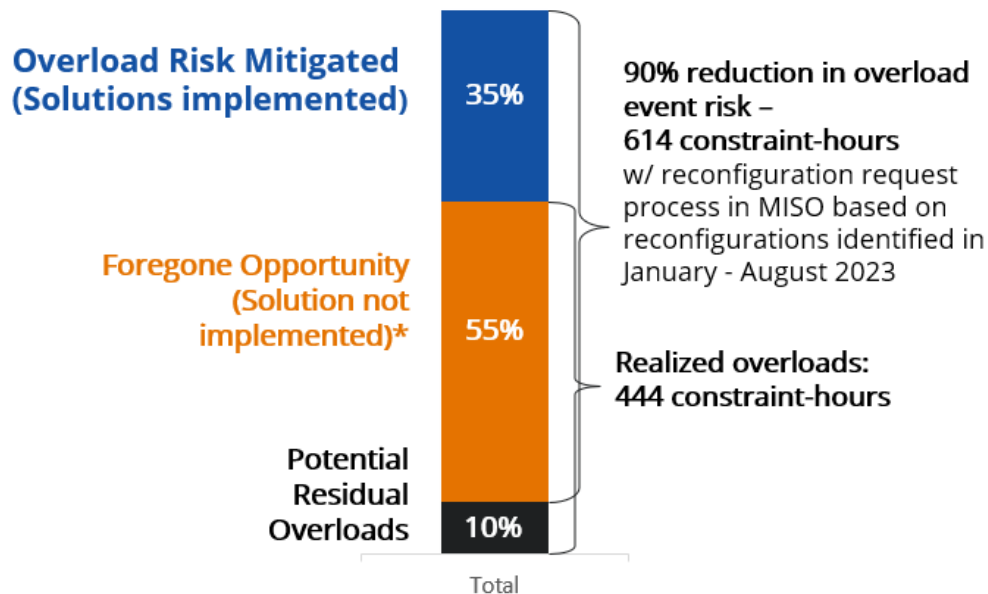 Overload Risk Mitigated
(Solutions implemented)
35%
90% reduction in overload
event risk –
614 constraint-hours
w/ reconfiguration request
process in MISO based on
reconfigurations identified in
January - August 2023
Foregone Opportunity
(Solution not
implemented)*
55%
Realized overloads:
444 constraint-hours
Potential
Residual
Overloads
10%
Total